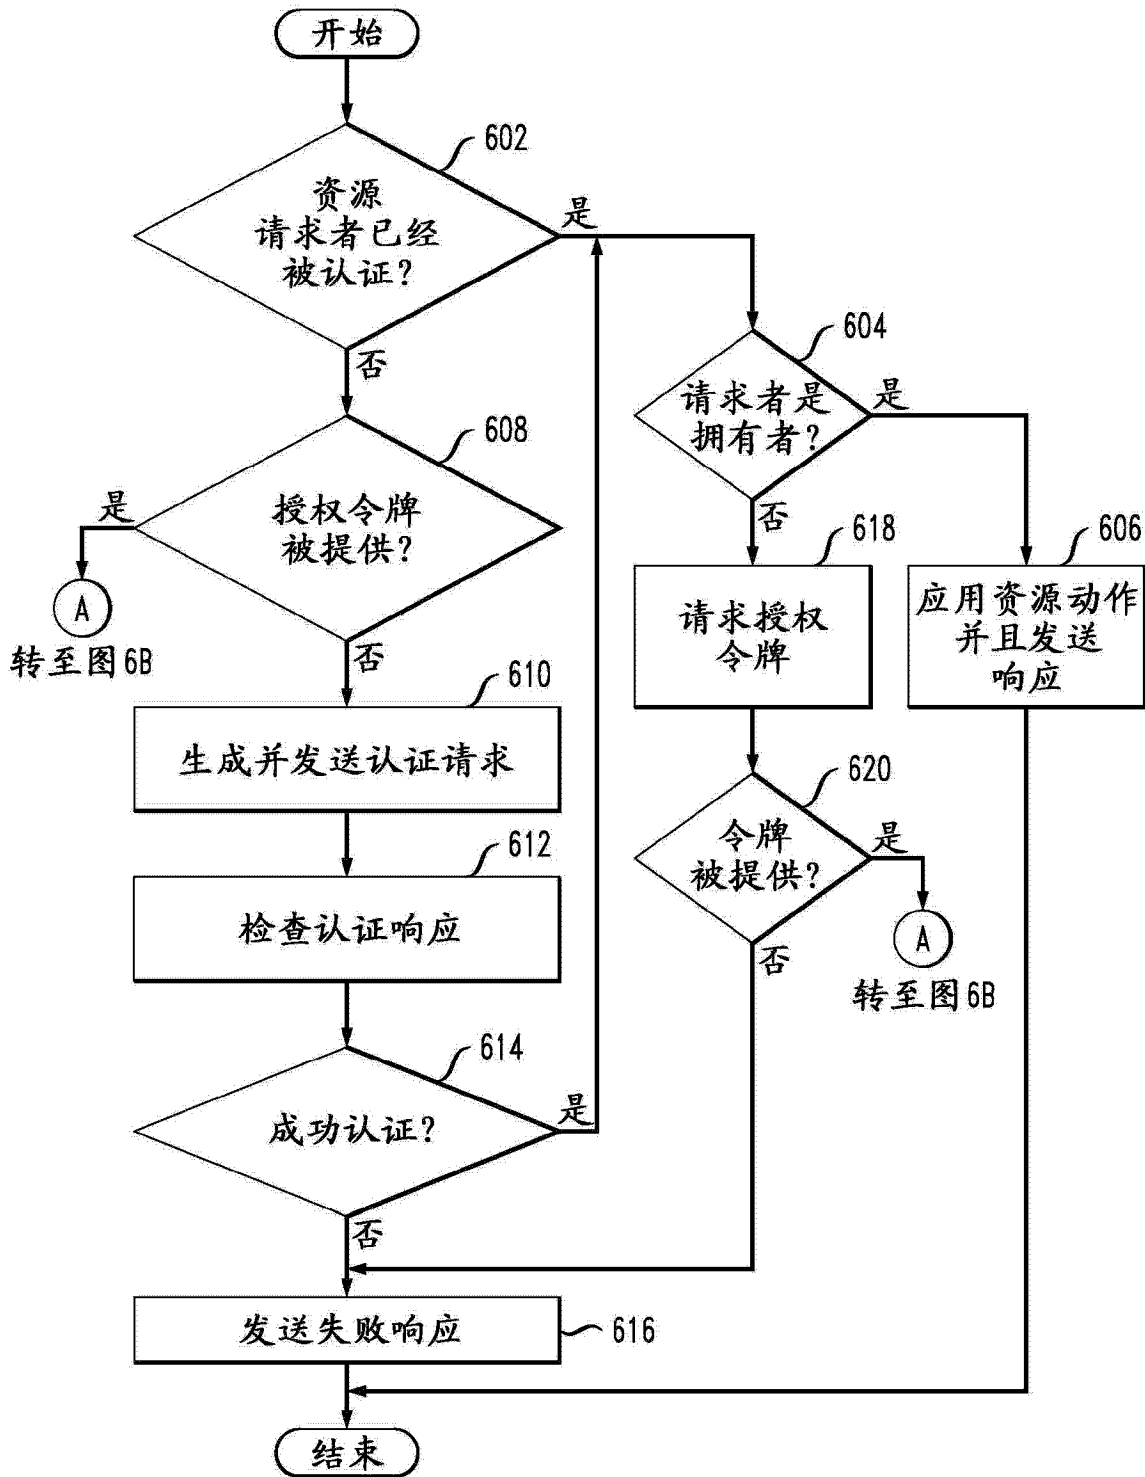 开始
602
资源
请求者已经
被认证?
是
否
604
请求者是
拥有者?
是
否
608
授权令牌
被提供?
是
否
A
转至图6B
618
请求授权
令牌
606
应用资源动作
并且发送
响应
610
生成并发送认证请求
620
令牌
被提供?
是
否
A
转至图6B
612
检查认证响应
614
成功认证?
是
否
发送失败响应
616
结束